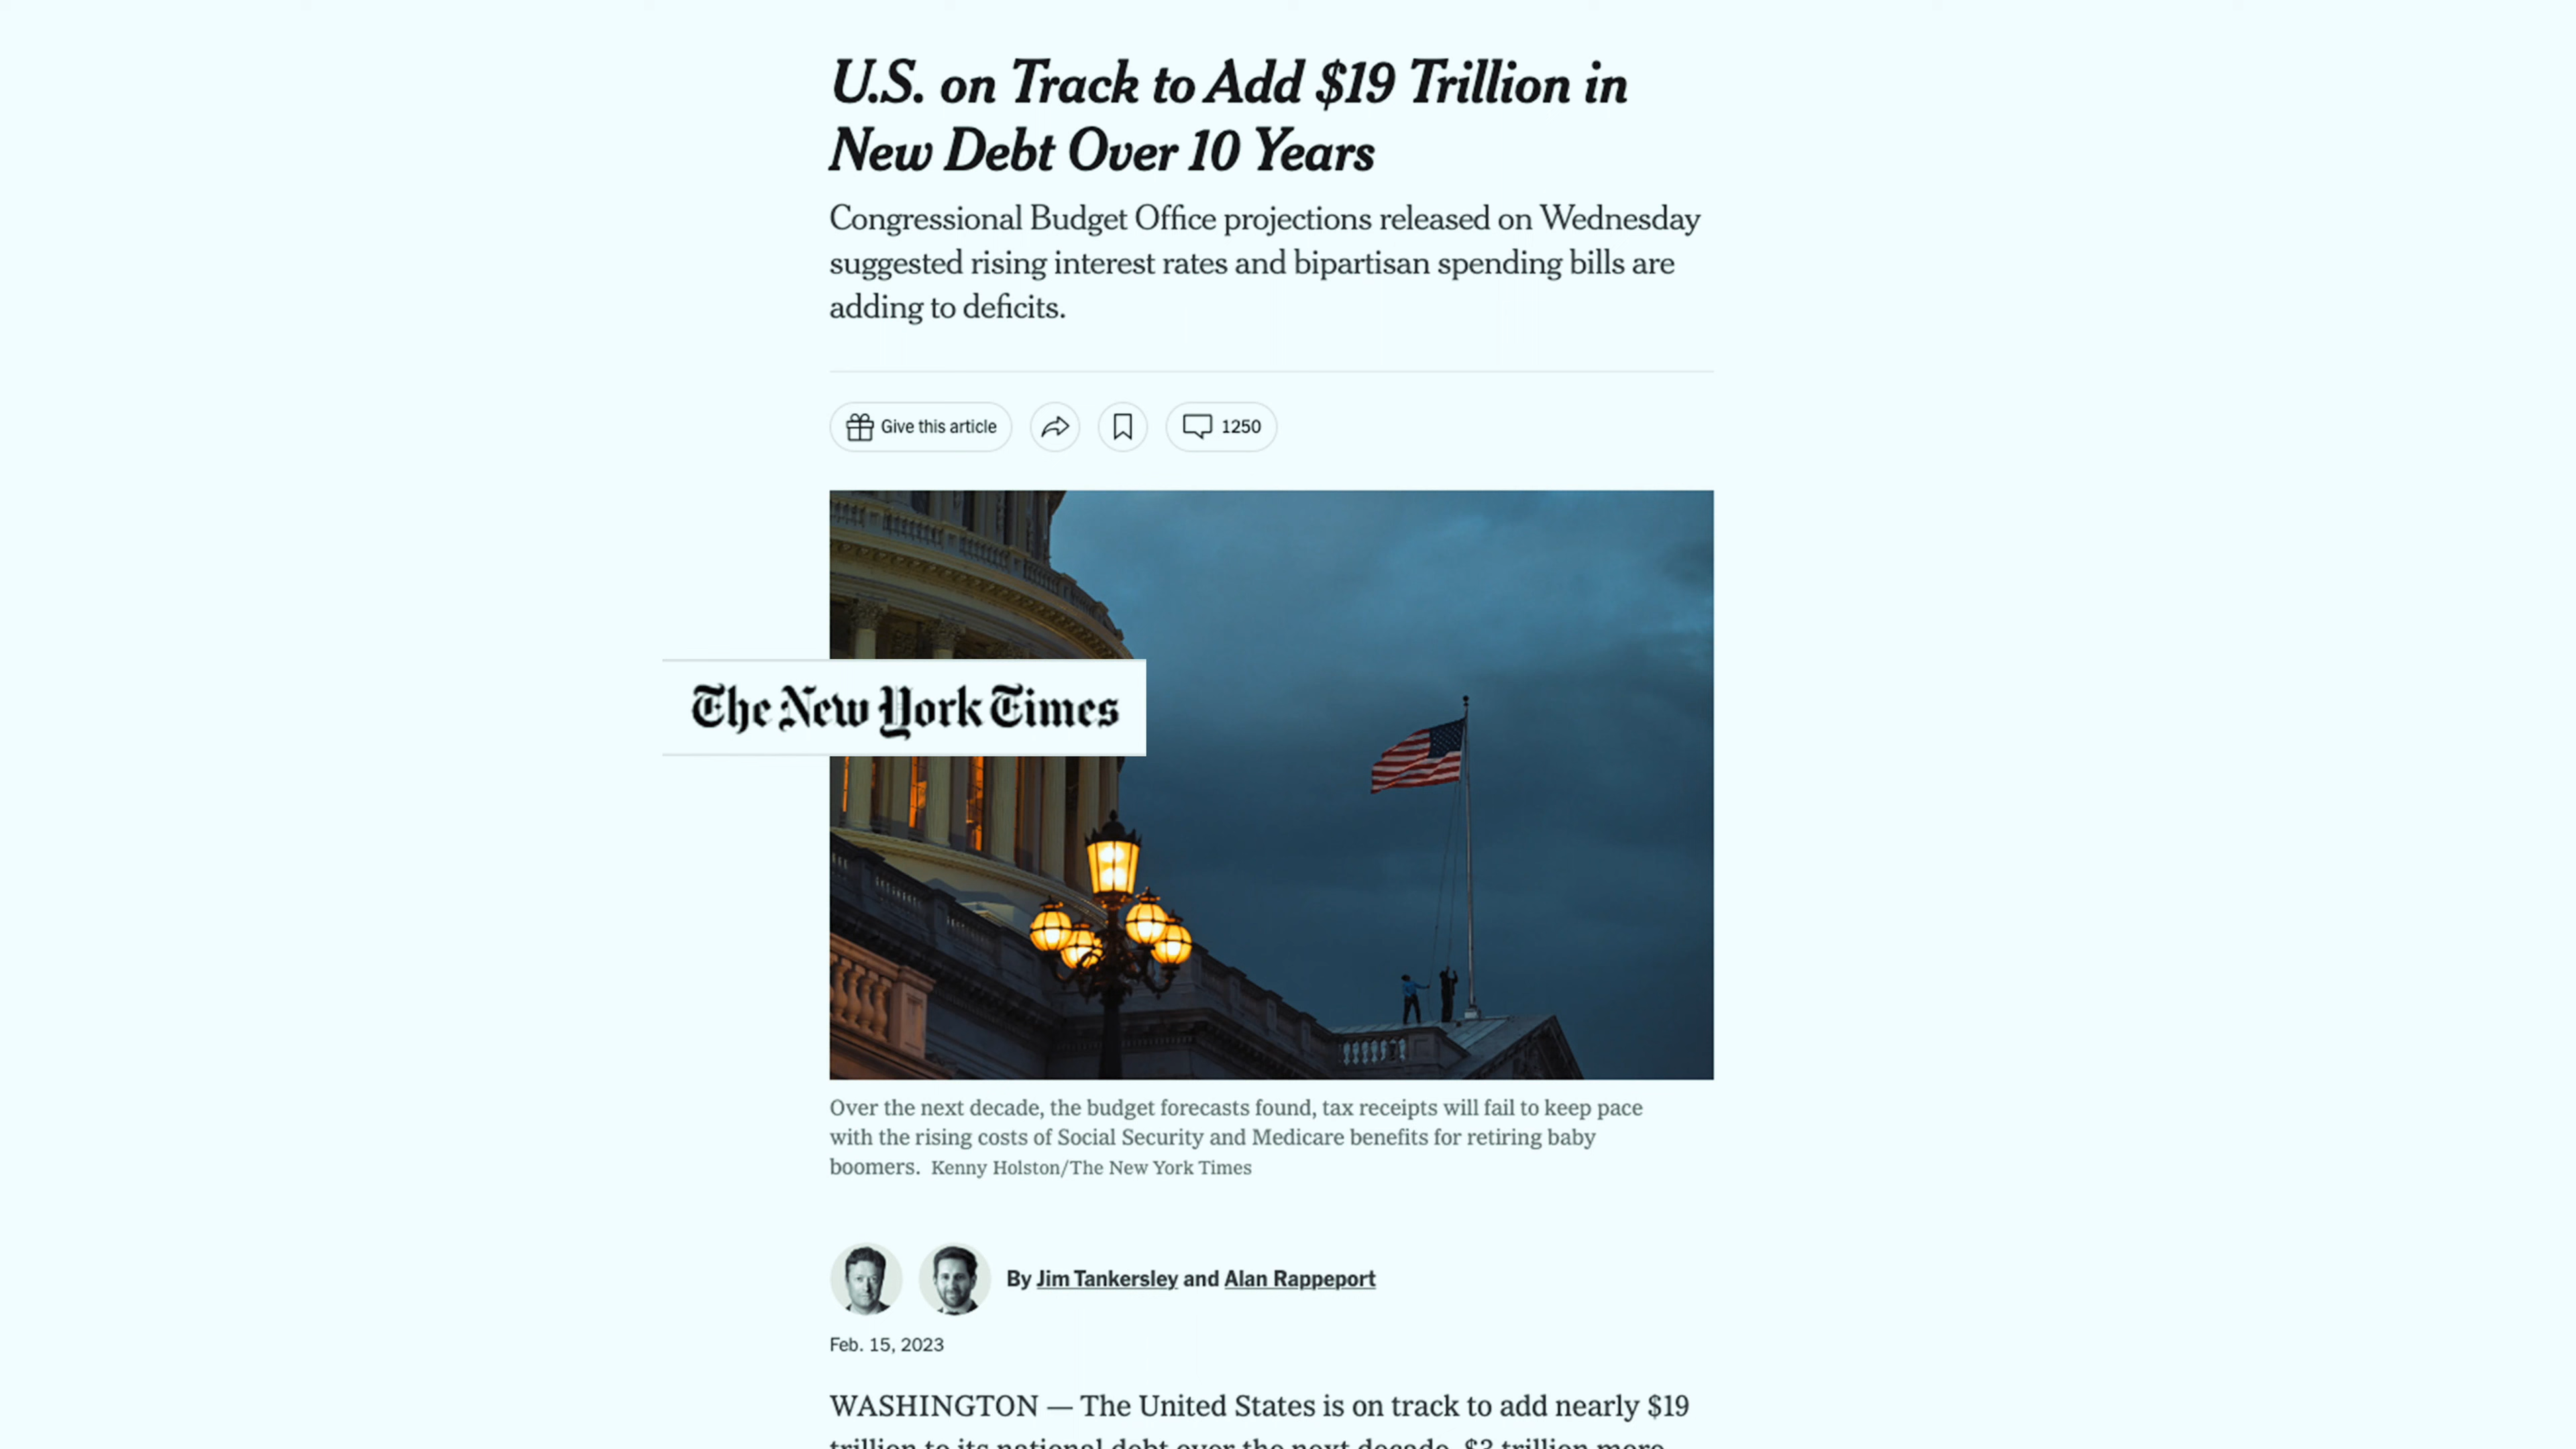 U.S. on Track to Add $19 Trillion in
New Debt Over 10 Years
Congressional Budget Office projections released on Wednesday
suggested rising interest rates and bipartisan spending bills are
adding to deficits.
Give this article
1250
The New York Times
Over the next decade, the budget forecasts found, tax receipts will fail to keep pace
with the rising costs of Social Security and Medicare benefits for retiring baby
boomers. Kenny Holston/The New York Times
By Jim Tankersley and Alan Rappeport
Feb. 15, 2023
WASHINGTON — The United States is on track to add nearly $19
trillion to its national debt over the next decade, $3 trillion more